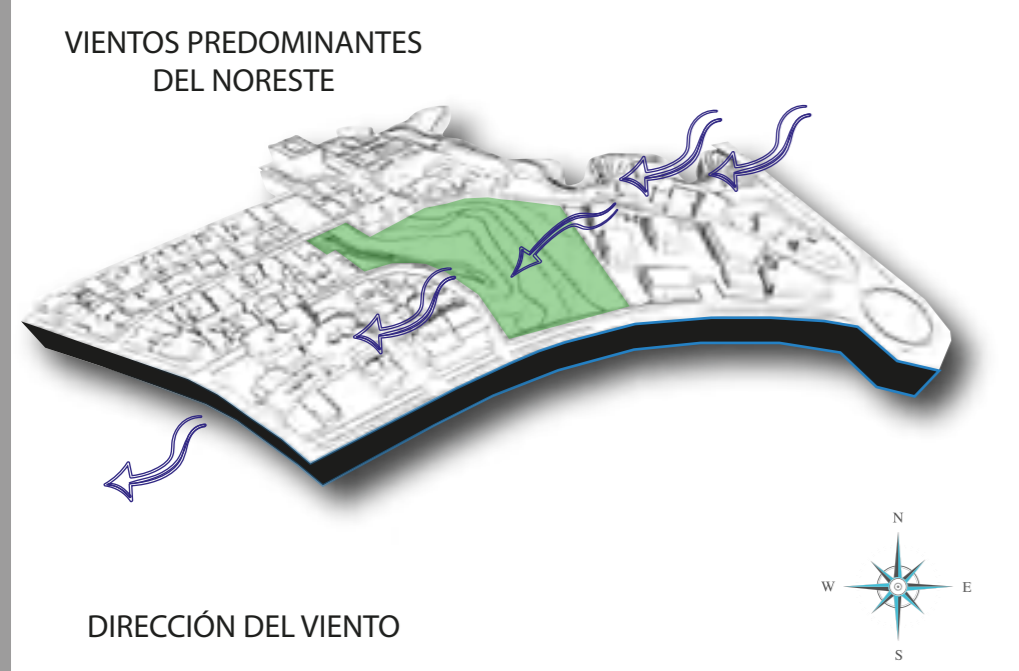 VIENTOS PREDOMINANTES
DEL NORESTE
N
W
E
S
DIRECCIÓN DEL VIENTO